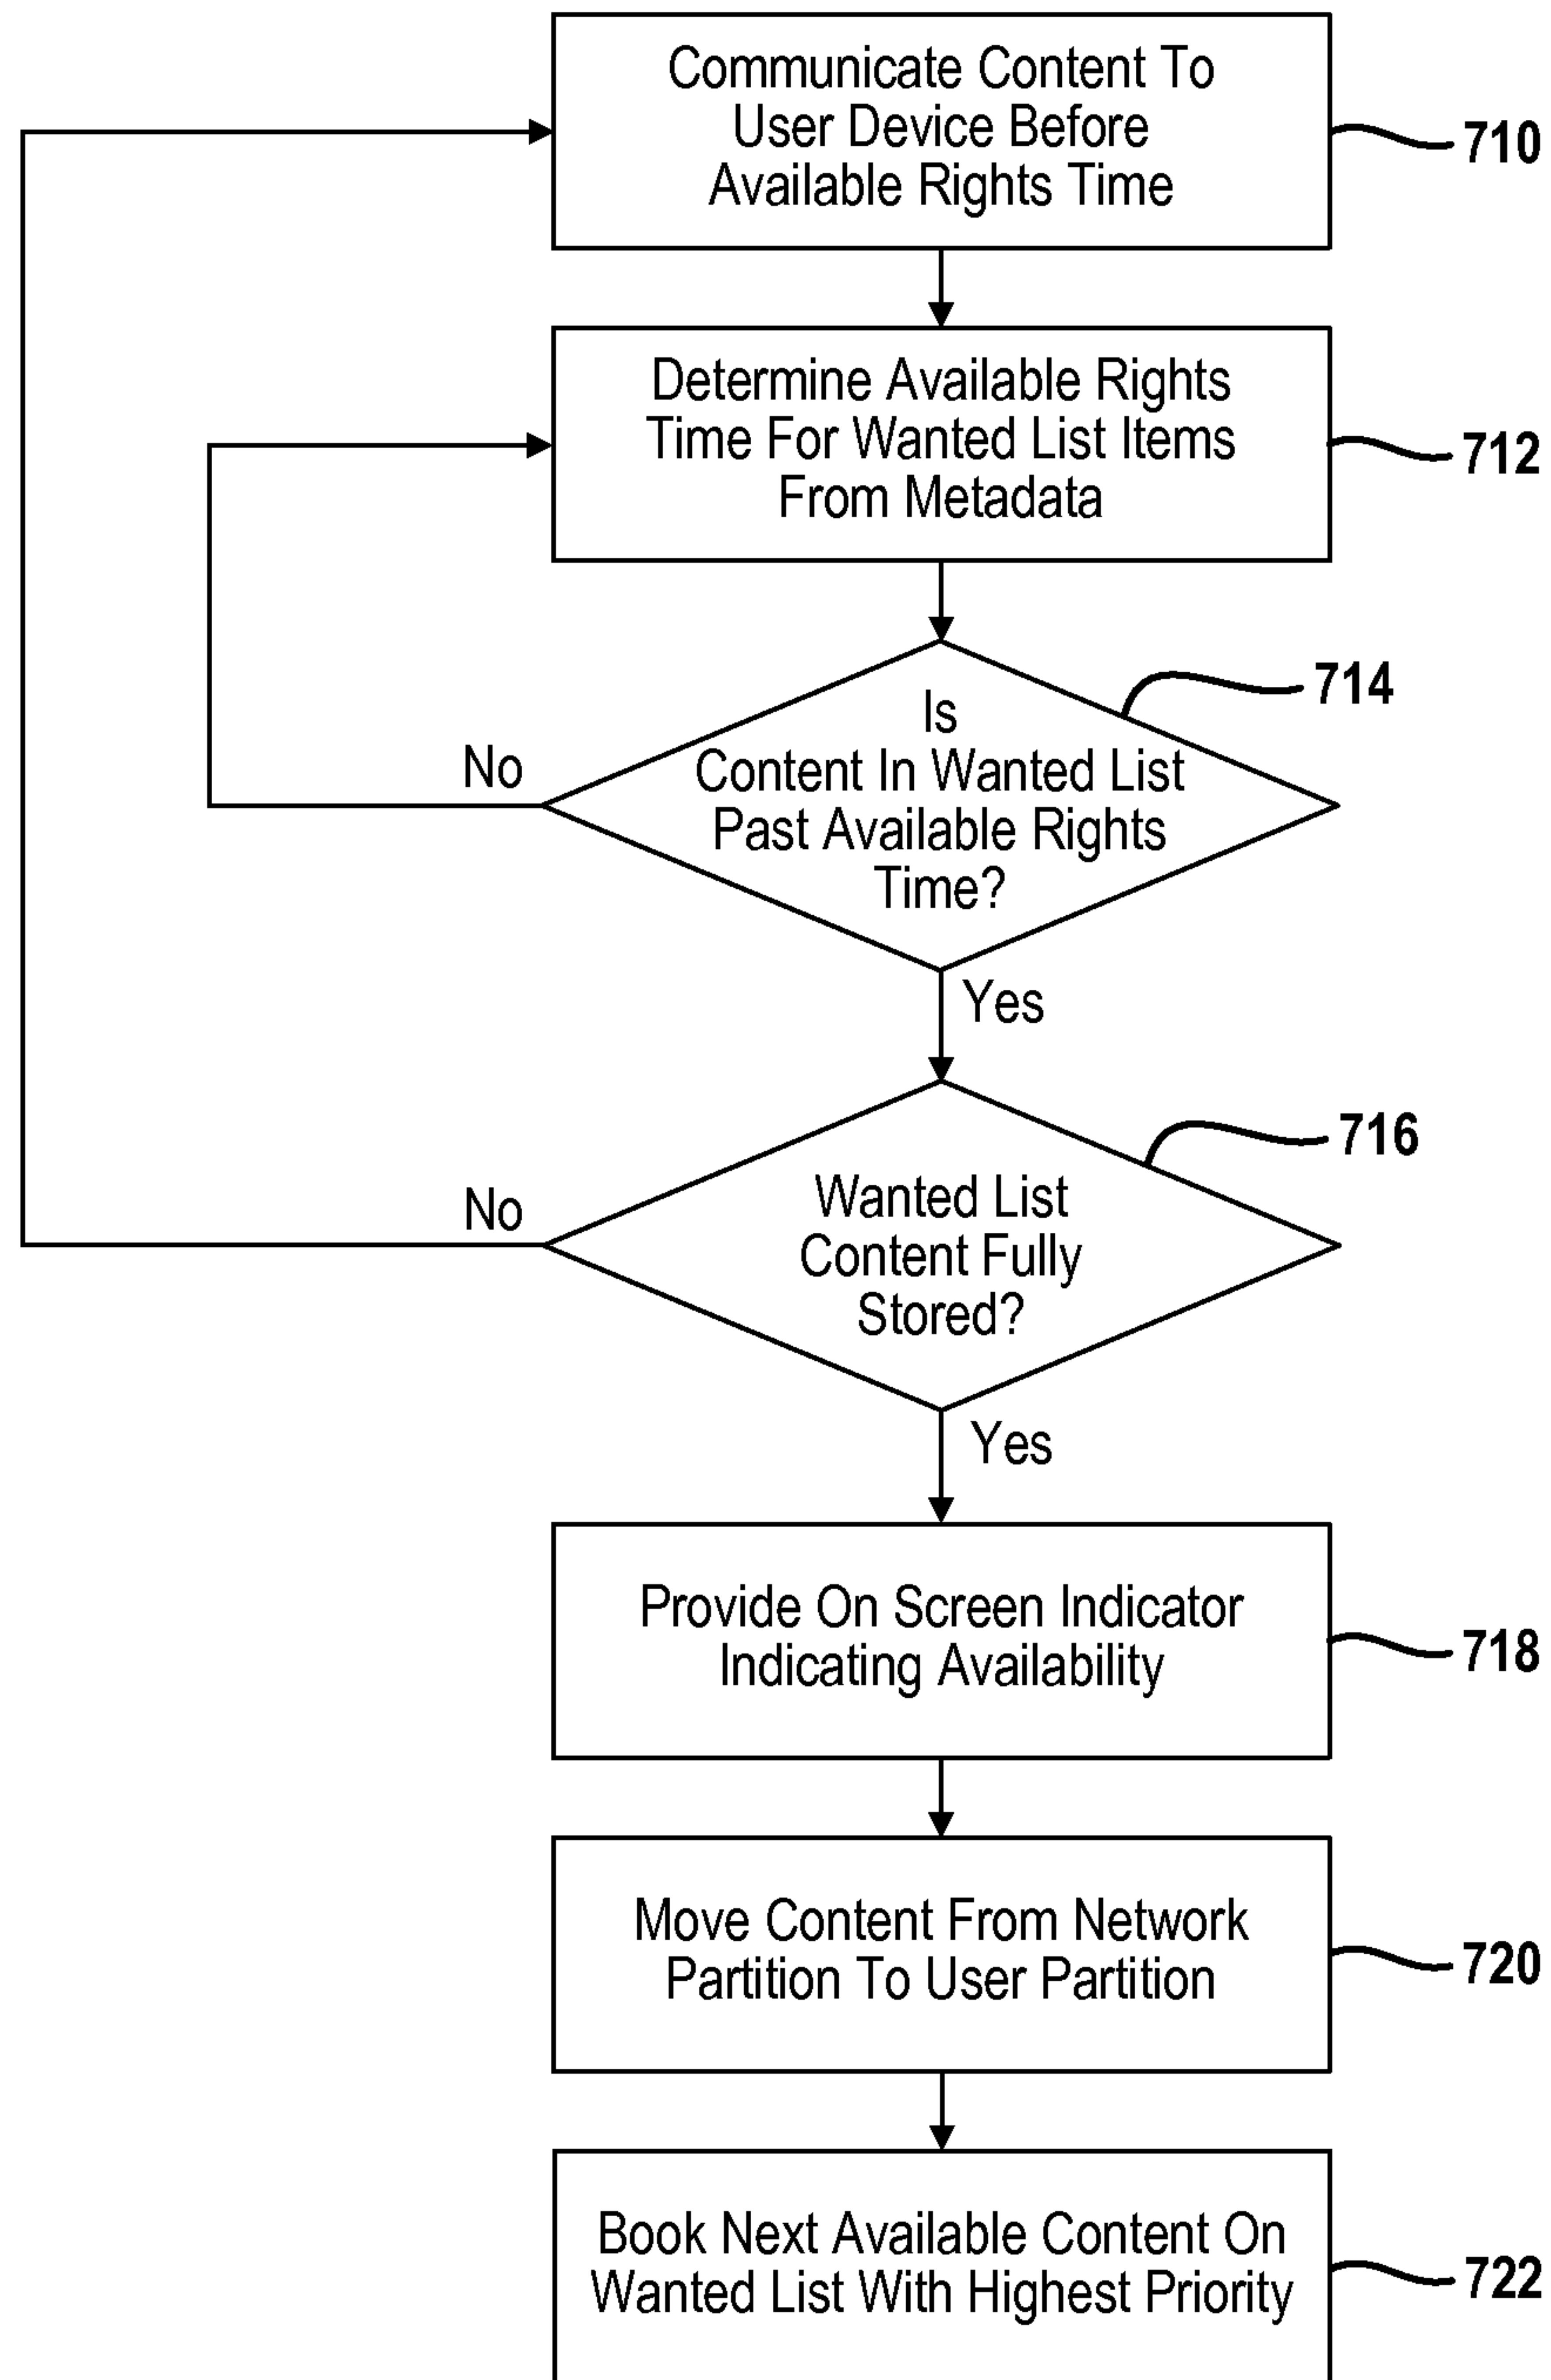 Communicate Content To
User Device Before
Available Rights Time
710
Determine Available Rights
Time For Wanted List Items
From Metadata
712
714
Is
Content In Wanted List
Past Available Rights
Time?
No
Yes
716
Wanted List
Content Fully
Stored?
No
Yes
Provide On Screen Indicator
Indicating Availability
718
Move Content From Network
Partition To User Partition
720
Book Next Available Content On
Wanted List With Highest Priority
722